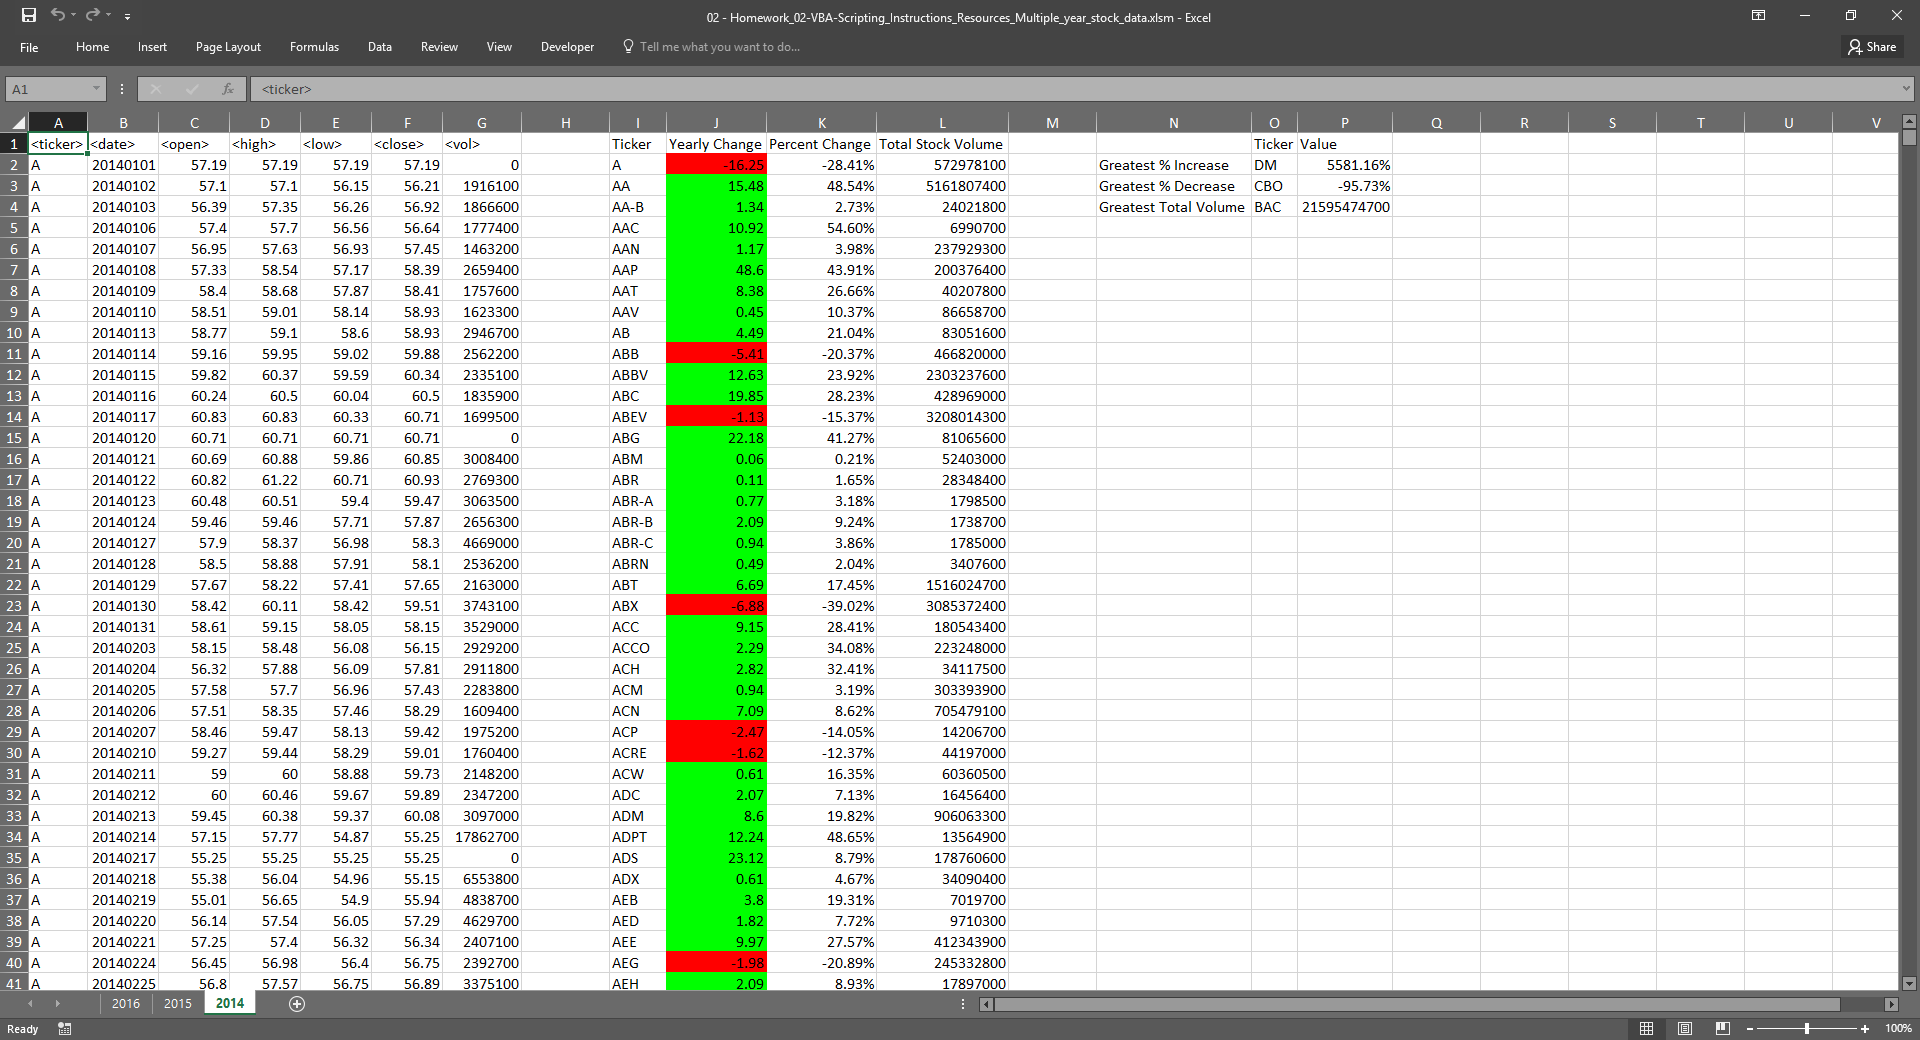 02 - Homework_02-VBA-Scripting_Instructions_Resources_Multiple_year_stock_data.xlsm - Excel
File Home Insert Page Layout Formulas Data Review View Developer Tell me what you want to do... Share
A1 fx <ticker>
A B C D E F G H I J K L M N O P Q R S T U V
1 <ticker> <date> <open> <high> <low> <close> <vol> Ticker Yearly Change Percent Change Total Stock Volume Ticker Value
2 A 20140101 57.19 57.19 57.19 57.19 0 A -16.25 -28.41% 572978100 Greatest % Increase DM 5581.16%
3 A 20140102 57.1 57.1 56.15 56.21 1916100 AA 15.48 48.54% 5161807400 Greatest % Decrease CBO -95.73%
4 A 20140103 56.39 57.35 56.26 56.92 1866600 AA-B 1.34 2.73% 24021800 Greatest Total Volume BAC 21595474700
5 A 20140106 57.4 57.7 56.56 56.64 1777400 AAC 10.92 54.60% 6990700
6 A 20140107 56.95 57.63 56.93 57.45 1463200 AAN 1.17 3.98% 237929300
7 A 20140108 57.33 58.54 57.17 58.39 2659400 AAP 48.6 43.91% 200376400
8 A 20140109 58.4 58.68 57.87 58.41 1757600 AAT 8.38 26.66% 40207800
9 A 20140110 58.51 59.01 58.14 58.93 1623300 AAV 0.45 10.37% 86658700
10 A 20140113 58.77 59.1 58.6 58.93 2946700 AB 4.49 21.04% 83051600
11 A 20140114 59.16 59.95 59.02 59.88 2562200 ABB -5.41 -20.37% 466820000
12 A 20140115 59.82 60.37 59.59 60.34 2335100 ABBV 12.63 23.92% 2303237600
13 A 20140116 60.24 60.5 60.04 60.5 1835900 ABC 19.85 28.23% 428969000
14 A 20140117 60.83 60.83 60.33 60.71 1699500 ABEV -1.13 -15.37% 3208014300
15 A 20140120 60.71 60.71 60.71 60.71 0 ABG 22.18 41.27% 81065600
16 A 20140121 60.69 60.88 59.86 60.85 3008400 ABM 0.06 0.21% 52403000
17 A 20140122 60.82 61.22 60.71 60.93 2769300 ABR 0.11 1.65% 28348400
18 A 20140123 60.48 60.51 59.4 59.47 3063500 ABR-A 0.77 3.18% 1798500
19 A 20140124 59.46 59.46 57.71 57.87 2656300 ABR-B 2.09 9.24% 1738700
20 A 20140127 57.9 58.37 56.98 58.3 4669000 ABR-C 0.94 3.86% 1785000
21 A 20140128 58.5 58.88 57.91 58.1 2536200 ABRN 0.49 2.04% 3407600
22 A 20140129 57.67 58.22 57.41 57.65 2163000 ABT 6.69 17.45% 1516024700
23 A 20140130 58.42 60.11 58.42 59.51 3743100 ABX -6.88 -39.02% 3085372400
24 A 20140131 58.61 59.15 58.05 58.15 3529000 ACC 9.15 28.41% 180543400
25 A 20140203 58.15 58.48 56.08 56.15 2929200 ACCO 2.29 34.08% 223248000
26 A 20140204 56.32 57.88 56.09 57.81 2911800 ACH 2.82 32.41% 34117500
27 A 20140205 57.58 57.7 56.96 57.43 2283800 ACM 0.94 3.19% 303393900
28 A 20140206 57.51 58.35 57.46 58.29 1609400 ACN 7.09 8.62% 705479100
29 A 20140207 58.46 59.47 58.13 59.42 1975200 ACP -2.47 -14.05% 14206700
30 A 20140210 59.27 59.44 58.29 59.01 1760400 ACRE -1.62 -12.37% 44197000
31 A 20140211 59 60 58.88 59.73 2148200 ACW 0.61 16.35% 60360500
32 A 20140212 60 60.46 59.67 59.89 2347200 ADC 2.07 7.13% 16456400
33 A 20140213 59.45 60.38 59.37 60.08 3097000 ADM 8.6 19.82% 906063300
34 A 20140214 57.15 57.77 54.87 55.25 17862700 ADPT 12.24 48.65% 13564900
35 A 20140217 55.25 55.25 55.25 55.25 0 ADS 23.12 8.79% 178760600
36 A 20140218 55.38 56.04 54.96 55.15 6553800 ADX 0.61 4.67% 34090400
37 A 20140219 55.01 56.65 54.9 55.94 4838700 AEB 3.8 19.31% 7019700
38 A 20140220 56.14 57.54 56.05 57.29 4629700 AED 1.82 7.72% 9710300
39 A 20140221 57.25 57.4 56.32 56.34 2407100 AEE 9.97 27.57% 412343900
40 A 20140224 56.45 56.98 56.4 56.75 2392700 AEG -1.98 -20.89% 245332800
41 A 20140225 56.8 57.57 56.75 56.89 3375100 AEH 2.09 8.93% 17897000
2016 2015 2014
Ready 100%